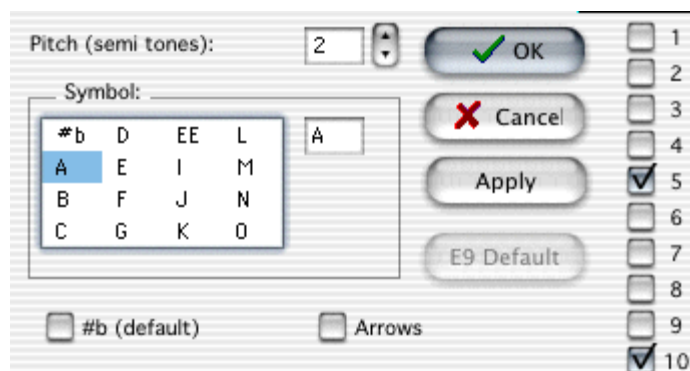 Pitch (semi tones): 2
OK
Symbol:
#b D EE L
A E I M
B F J N
C G K O
A
Cancel
Apply
E9 Default
#b (default) Arrows
1
2
3
4
5
6
7
8
9
10